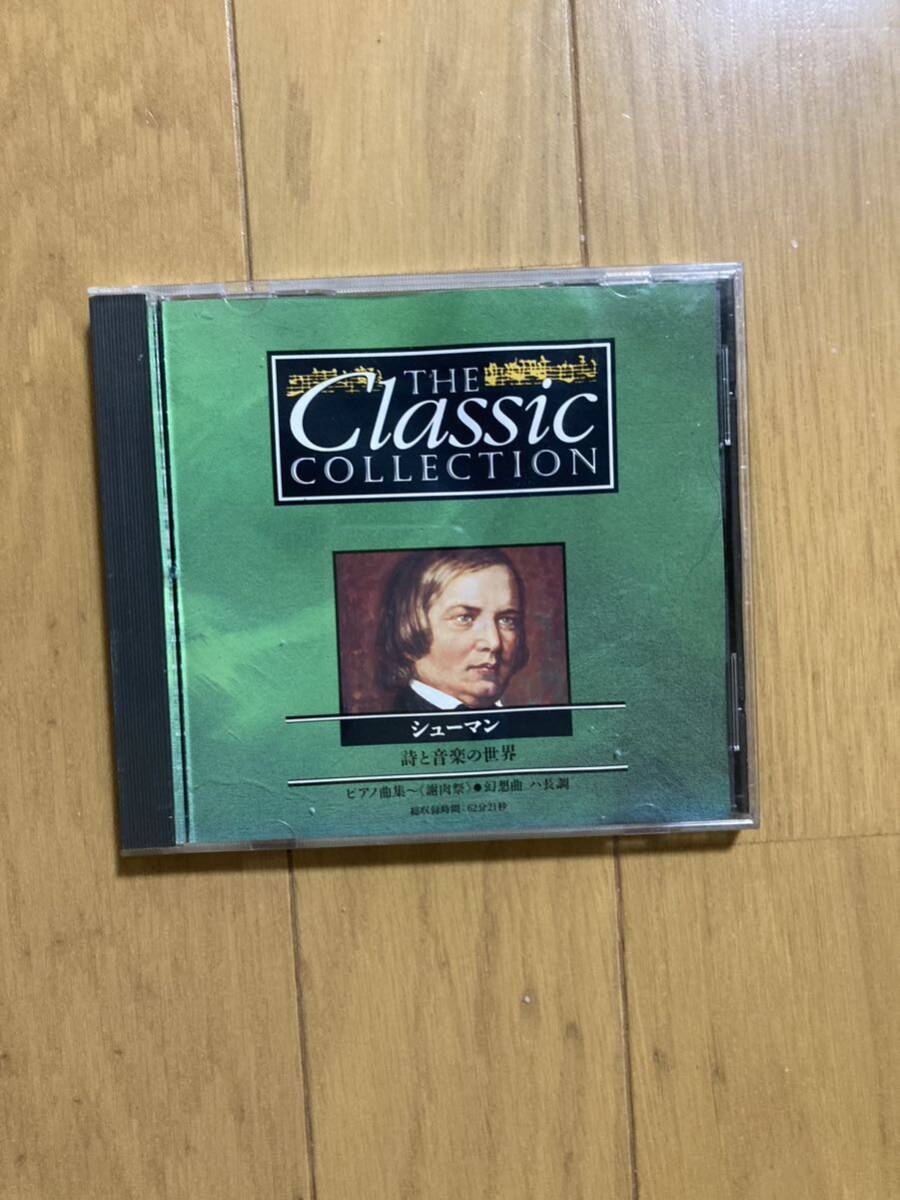 THE
Classic
COLLECTION
シューマン
詩と音楽の世界
ピアノ曲集〜《謝肉祭》●幻想曲 ハ長調
総収録時間:62分21秒